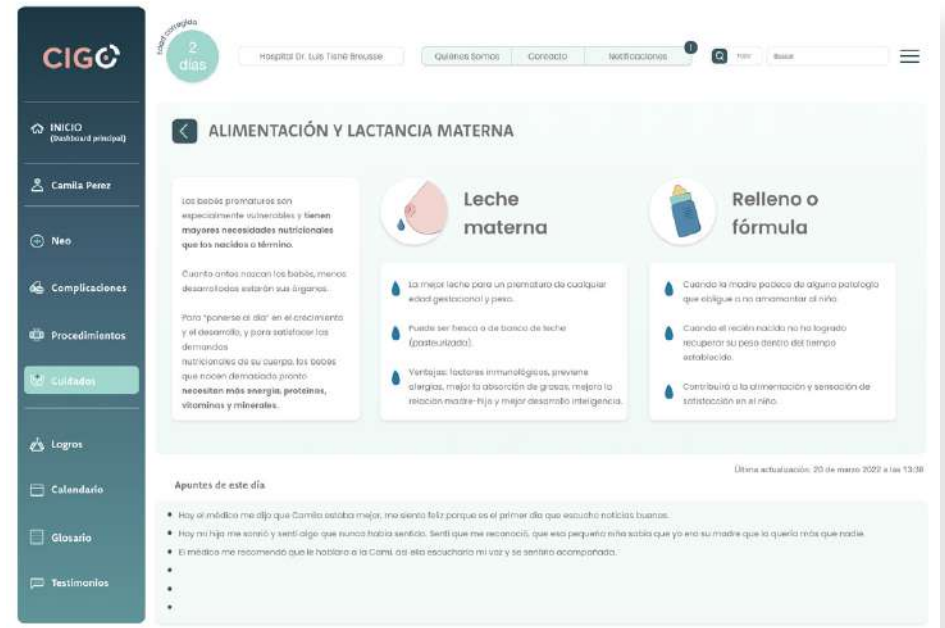 CIGO
INICIO
(Dashboard principal)
Camila Perez
Neo
Complicaciones
Procedimientos
Cuidados
Logros
Calendario
Glosario
Testimonios
Edad corregida
2
días
Hospital Dr. Luis Tisné Brousse
Quiénes Somos
Contacto
Notificaciones
1
Buscar
ALIMENTACIÓN Y LACTANCIA MATERNA
Los bebés prematuros son
especialmente vulnerables y tienen
mayores necesidades nutricionales
que los nacidos a término.
Cuanto antes nazcan los bebés, menos
desarrollados estarán sus órganos.
Para "ponerse al día" en el crecimiento
y el desarrollo, y para satisfacer las
demandas
nutricionales de su cuerpo, los bebés
que nacen demasiado pronto
necesitan más energía, proteínas,
vitaminas y minerales.
Leche
materna
La mejor leche para un prematuro de cualquier
edad gestacional y peso.
Puede ser fresca o de banco de leche
(pasteurizada).
Ventajas: factores inmunológicos, previene
alergias, mejor la absorción de grasas, mejora la
relación madre-hijo y mejor desarrollo inteligencia.
Relleno o
fórmula
Cuando la madre padece de alguna patología
que obligue a no amamantar al niño.
Cuando el recién nacido no ha logrado
recuperar su peso dentro del tiempo
establecido.
Contribuirá a la alimentación y sensación de
satisfacción en el niño.
Última actualización: 20 de marzo 2022 a las 13:38
Apuntes de este día
Hoy el médico me dijo que Camila estaba mejor, me siento feliz porque es el primer día que escucho noticias buenas.
Hoy mi hija me sonrió y sentí algo que nunca había sentido. Sentí que me reconoció, que esa pequeña niña sabía que yo era su madre que la quería más que nadie.
El médico me recomendó que le hablara a la Cami, así ella escucharía mi voz y se sentiría acompañada.